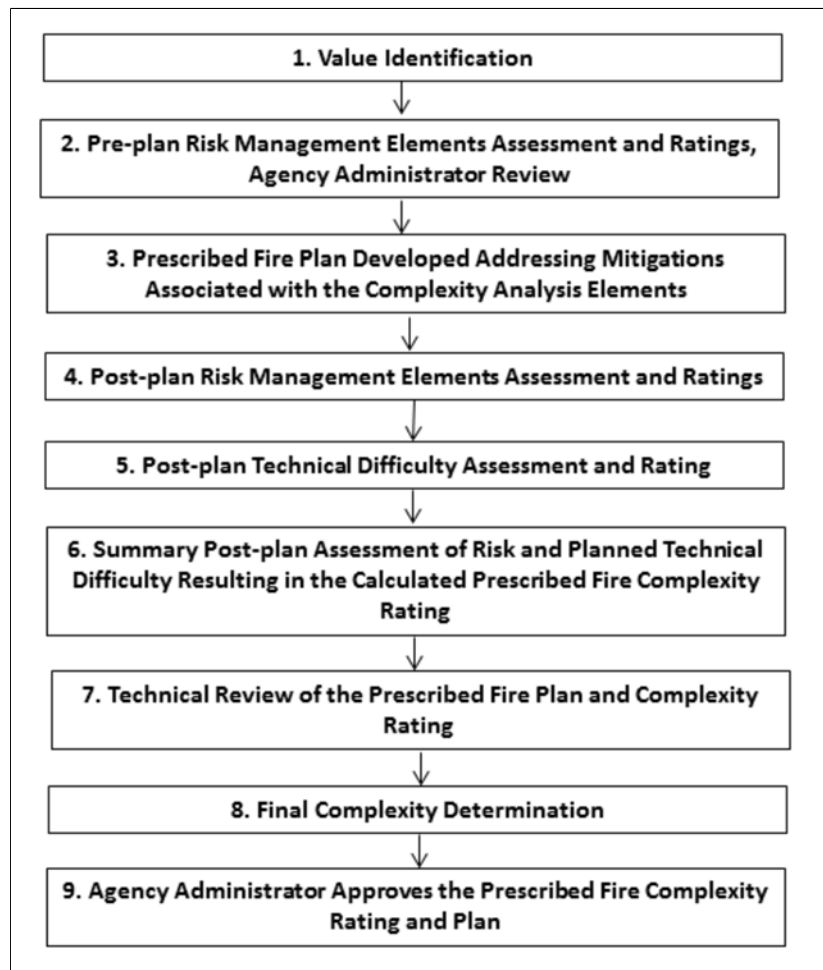 1. Value Identification
2. Pre-plan Risk Management Elements Assessment and Ratings,
Agency Administrator Review
3. Prescribed Fire Plan Developed Addressing Mitigations
Associated with the Complexity Analysis Elements
4. Post-plan Risk Management Elements Assessment and Ratings
5. Post-plan Technical Difficulty Assessment and Rating
6. Summary Post-plan Assessment of Risk and Planned Technical
Difficulty Resulting in the Calculated Prescribed Fire Complexity
Rating
7. Technical Review of the Prescribed Fire Plan and Complexity
Rating
8. Final Complexity Determination
9. Agency Administrator Approves the Prescribed Fire Complexity
Rating and Plan